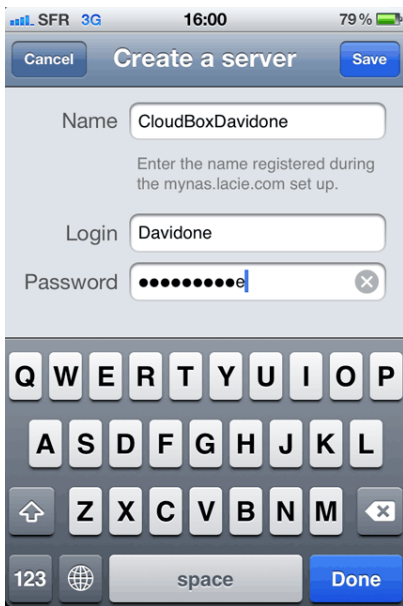 SFR 3G 16:00 79 %
Cancel Create a server Save
Name CloudBoxDavidone
Enter the name registered during
the mynas.lacie.com set up.
Login Davidone
Password ●●●●●●●●●e
Q W E R T Y U I O P
A S D F G H J K L
Z X C V B N M
123 space Done